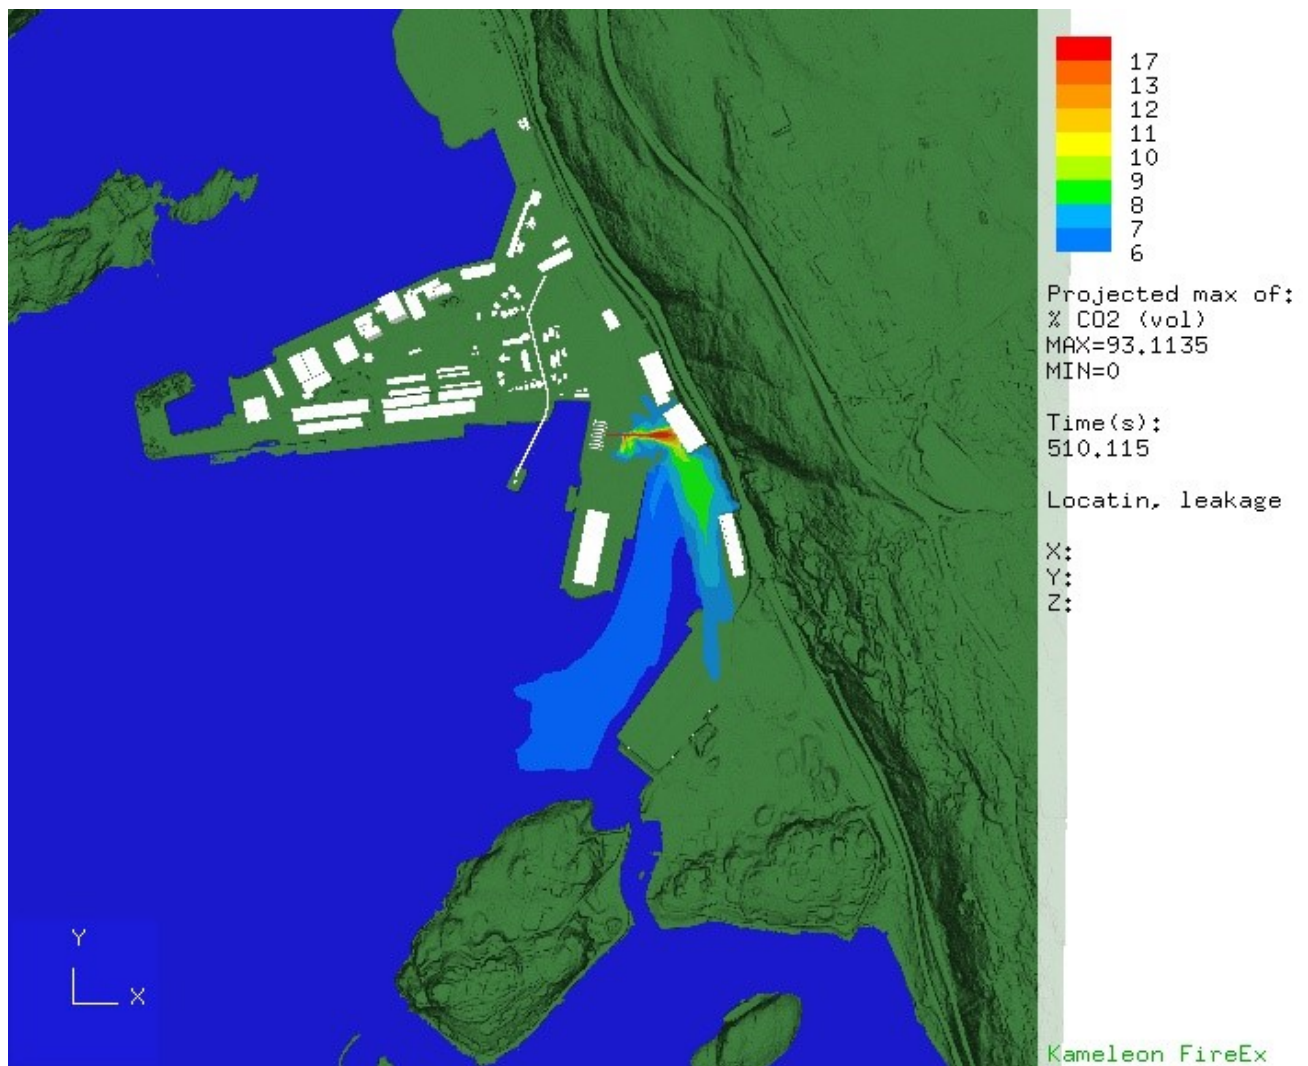 17
13
12
11
10
9
8
7
6
Projected max of:
% CO2 (vol)
MAX=93.1135
MIN=0
Time(s):
510.115
Locatin, leakage
X:
Y:
Z:
Y
X
Kameleon FireEx